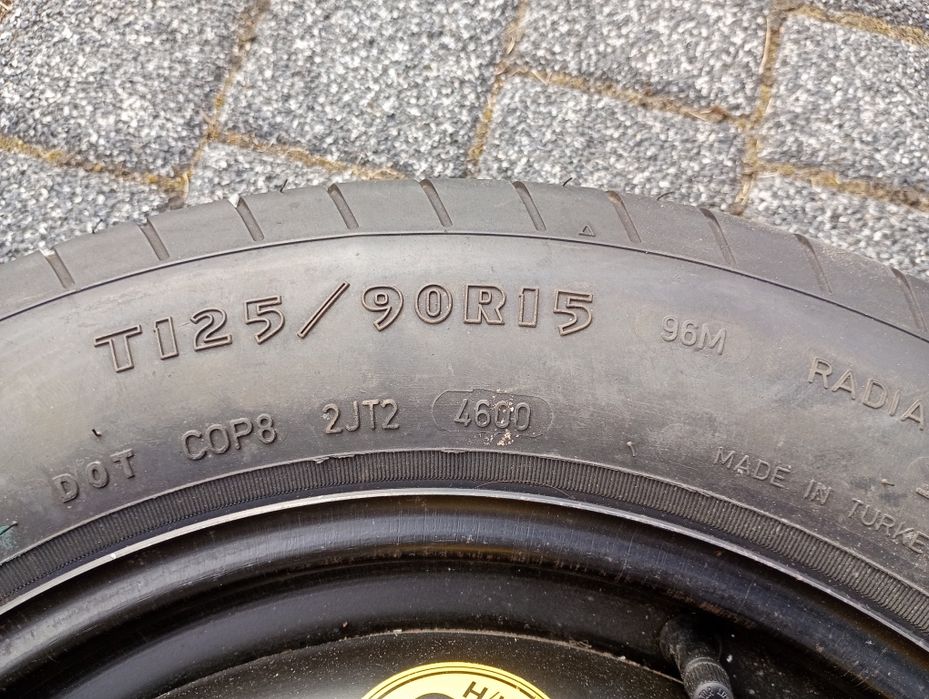 T125/90R15 96M
RADIA
DOT COP8 2JT2 4600
MADE IN TURKE
H/